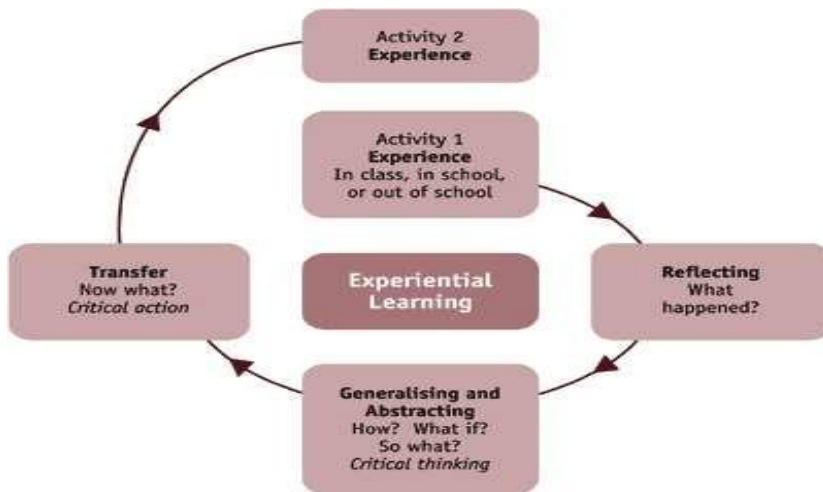 Activity 2
Experience
Activity 1
Experience
In class, in school,
or out of school
Transfer
Now what?
Critical action
Experiential
Learning
Reflecting
What
happened?
Generalising and
Abstracting
How? What if?
So what?
Critical thinking